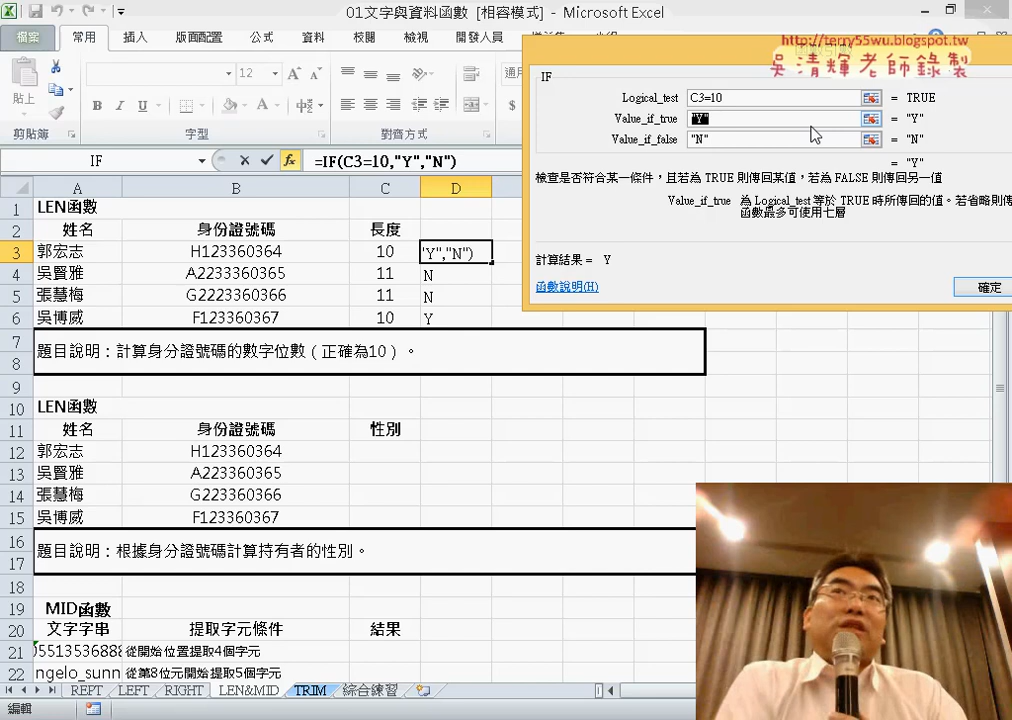 01文字與資料函數 [相容模式] - Microsoft Excel
檔案 常用 插入 版面配置 公式 資料 校閱 檢視 開發人員
http://terry55wu.blogspot.tw
吳清輝老師錄製
貼上
12
B I U
剪貼簿 字型 對齊方式
IF
Logical_test C3=10 = TRUE
Value_if_true "Y" = "Y"
Value_if_false "N" = "N"
= "Y"
檢查是否符合某一條件，且若為 TRUE 則傳回某值，若為 FALSE 則傳回另一值
Value_if_true 為 Logical_test 等於 TRUE 時所傳回的值。若省略則傳
函數最多可使用七層
計算結果 = Y
函數說明(H)
確定
IF =IF(C3=10,"Y","N")
A B C D
1 LEN函數
2 姓名 身份證號碼 長度
3 郭宏志 H123360364 10 'Y","N")
4 吳賢雅 A2233360365 11 N
5 張慧梅 G2223360366 11 N
6 吳博威 F123360367 10 Y
7
8 題目說明：計算身分證號碼的數字位數（正確為10）。
9
10 LEN函數
11 姓名 身份證號碼 性別
12 郭宏志 H123360364
13 吳賢雅 A223360365
14 張慧梅 G223360366
15 吳博威 F123360367
16
17 題目說明：根據身分證號碼計算持有者的性別。
18
19 MID函數
20 文字字串 提取字元條件 結果
21 0551353688 從開始位置提取4個字元
22 ngelo_sunn 從第8位元開始提取5個字元
REPT LEFT RIGHT LEN&MID TRIM 綜合練習
編輯